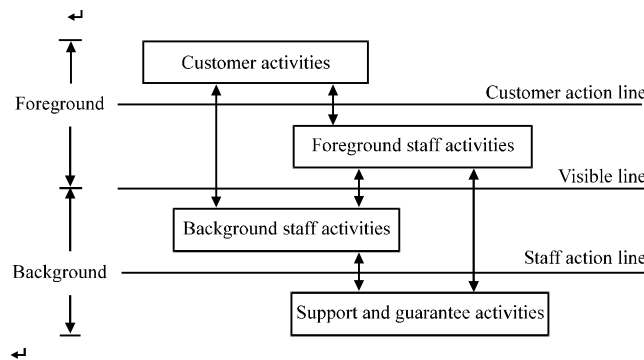 Customer activities
Customer action line
Foreground
Foreground staff activities
Visible line
Background staff activities
Staff action line
Background
Support and guarantee activities